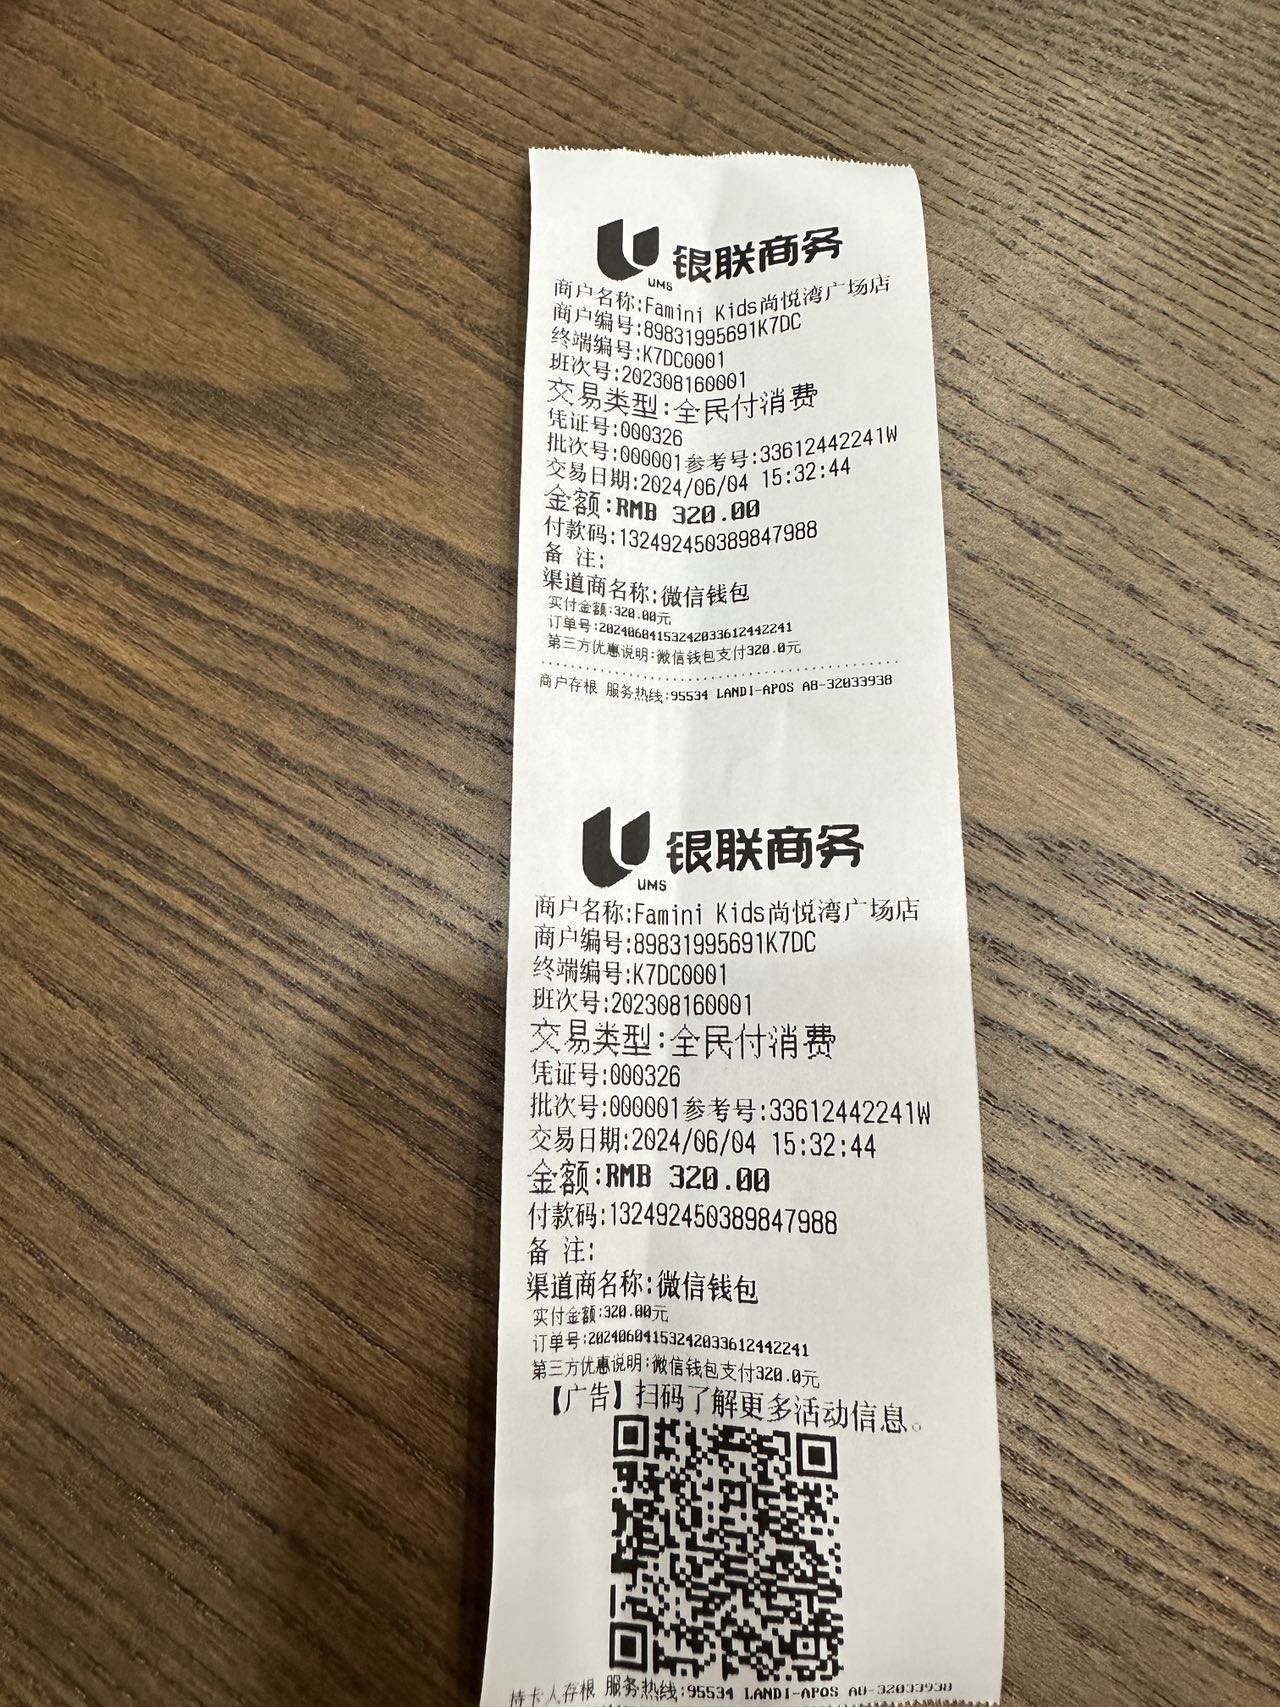 银联商务
UMS
商户名称:Famini Kids尚悦湾广场店
商户编号:89831995691K7DC
终端编号:K7DC0001
班次号:202308160001
交易类型:全民付消费
凭证号:000326
批次号:000001参考号:33612442241W
交易日期:2024/06/04 15:32:44
金额:RMB 320.00
付款码:132492450389847988
备 注:
渠道商名称:微信钱包
实付金额:320.00元
订单号:20240604153242033612442241
第三方优惠说明:微信钱包支付320.0元
商户存根 服务热线:95534 LANDI-APOS A8-32033938
银联商务
UMS
商户名称:Famini Kids尚悦湾广场店
商户编号:89831995691K7DC
终端编号:K7DC0001
班次号:202308160001
交易类型:全民付消费
凭证号:000326
批次号:000001参考号:33612442241W
交易日期:2024/06/04 15:32:44
金额:RMB 320.00
付款码:132492450389847988
备 注:
渠道商名称:微信钱包
实付金额:320.00元
订单号:20240604153242033612442241
第三方优惠说明:微信钱包支付320.0元
【广告】扫码了解更多活动信息。
持卡人存根 服务热线:95534 LANDI-APOS A8-32033938